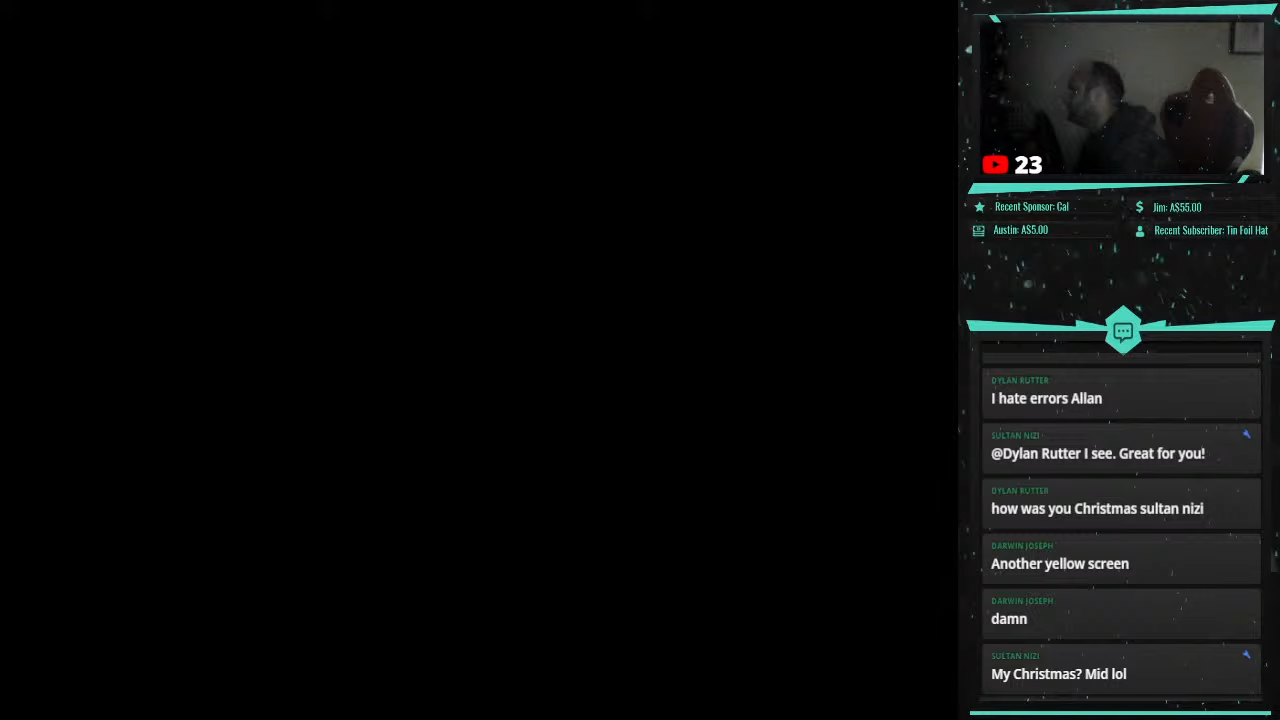 23
Recent Sponsor: Cal
Jim: A$55.00
Austin: A$5.00
Recent Subscriber: Tin Foil Hat
DYLAN RUTTER
I hate errors Allan
SULTAN NIZI
@Dylan Rutter I see. Great for you!
DYLAN RUTTER
how was you Christmas sultan nizi
DARWIN JOSEPH
Another yellow screen
DARWIN JOSEPH
damn
SULTAN NIZI
My Christmas? Mid lol